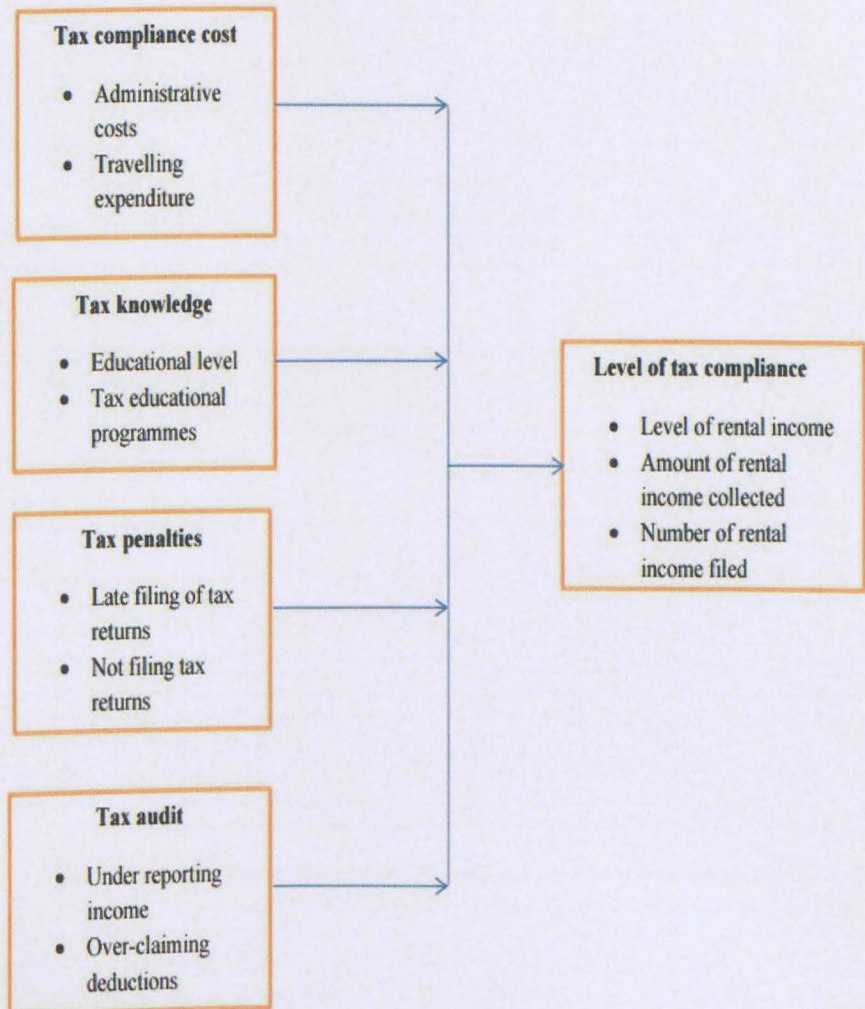 Tax compliance cost
• Administrative
costs
• Travelling
expenditure
Tax knowledge
• Educational level
• Tax educational
programmes
Tax penalties
• Late filing of tax
returns
• Not filing tax
returns
Tax audit
• Under reporting
income
• Over-claiming
deductions
Level of tax compliance
• Level of rental income
• Amount of rental
income collected
• Number of rental
income filed